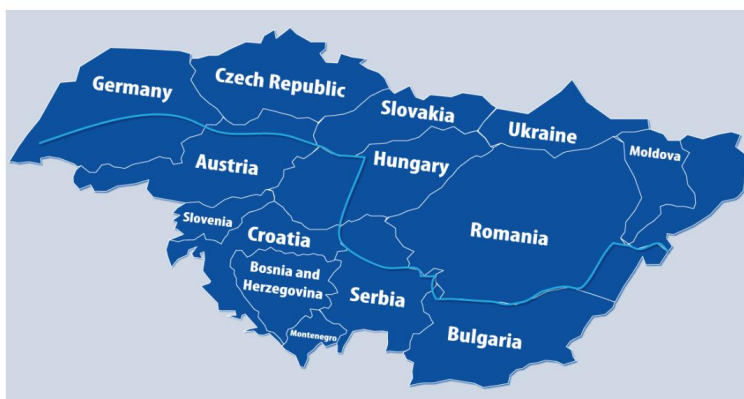 Germany
Czech Republic
Slovakia
Ukraine
Moldova
Austria
Hungary
Slovenia
Croatia
Romania
Bosnia and
Herzegovina
Serbia
Montenegro
Bulgaria